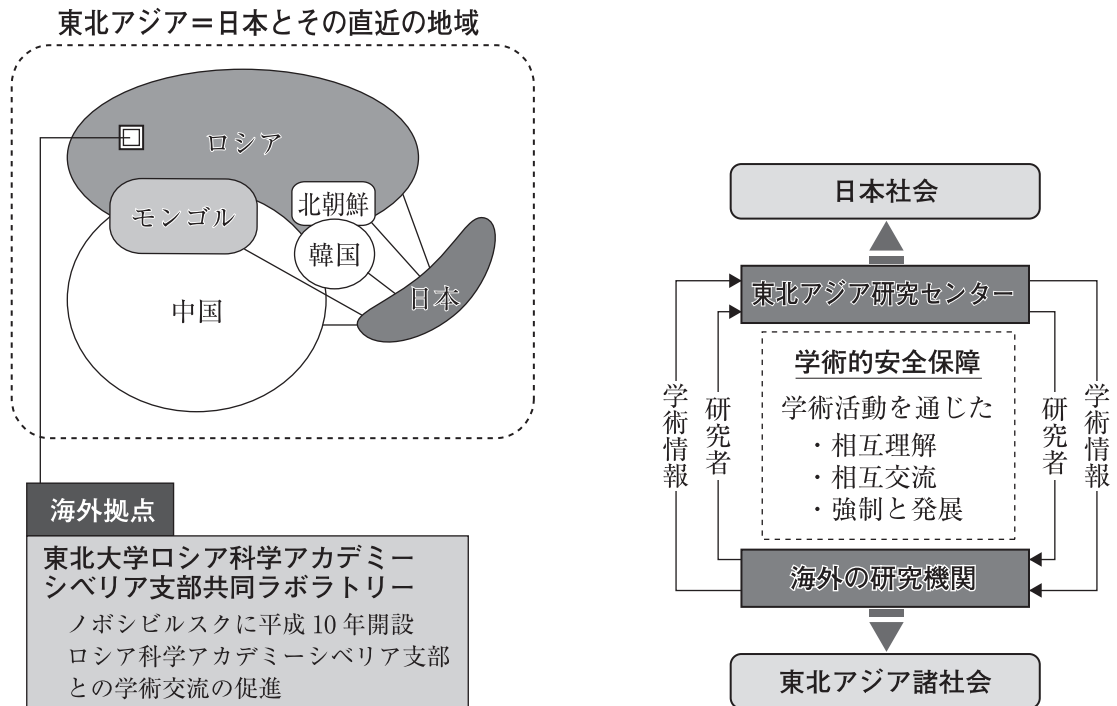 東北アジア＝日本とその直近の地域
ロシア
モンゴル
北朝鮮
韓国
日本
中国
海外拠点
東北大学ロシア科学アカデミー
シベリア支部共同ラボラトリー
ノボシビルスクに平成 10 年開設
ロシア科学アカデミーシベリア支部
との学術交流の促進
日本社会
東北アジア研究センター
学術情報
研究者
学術的安全保障
学術活動を通じた
・相互理解
・相互交流
・強制と発展
研究者
学術情報
海外の研究機関
東北アジア諸社会